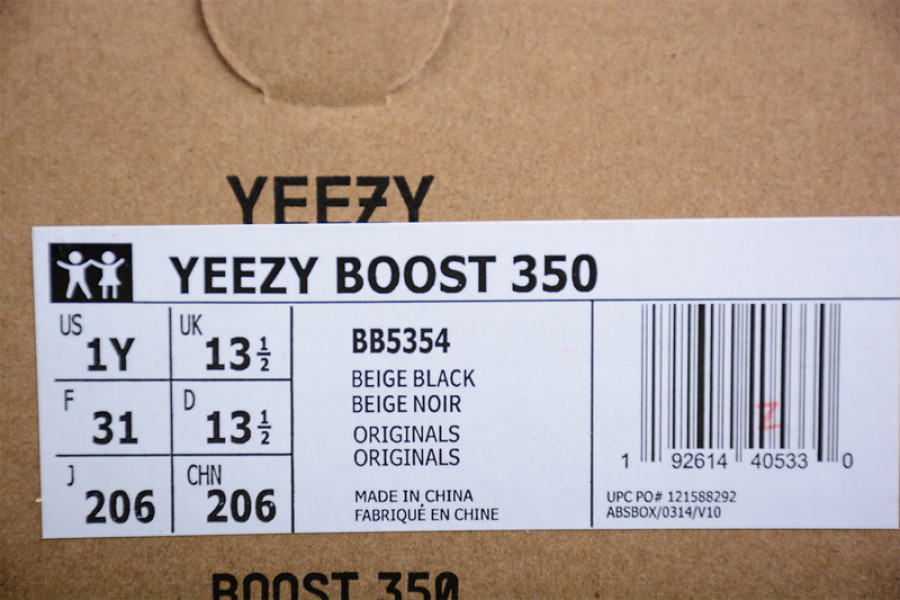 YEEZY
YEEZY BOOST 350
US 1Y
UK 13 1/2
F 31
D 13 1/2
J 206
CHN 206
BB5354
BEIGE BLACK
BEIGE NOIR
ORIGINALS
ORIGINALS
MADE IN CHINA
FABRIQUÉ EN CHINE
1 92614 40533 0
UPC PO# 121588292
ABSBOX/0314/V10
Z
BOOST 350